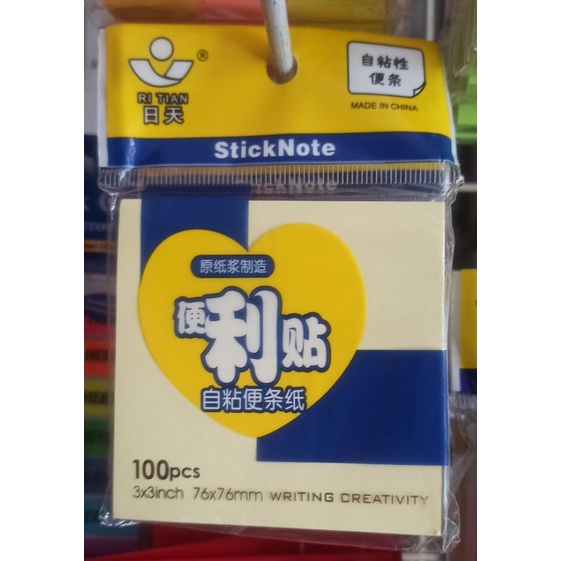 ®
RI TIAN
日天
自粘性
便条
MADE IN CHINA
StickNote
tickNote
原纸浆制造
便利贴
自粘便条纸
100pcs
3x3inch 76x76mm WRITING CREATIVITY